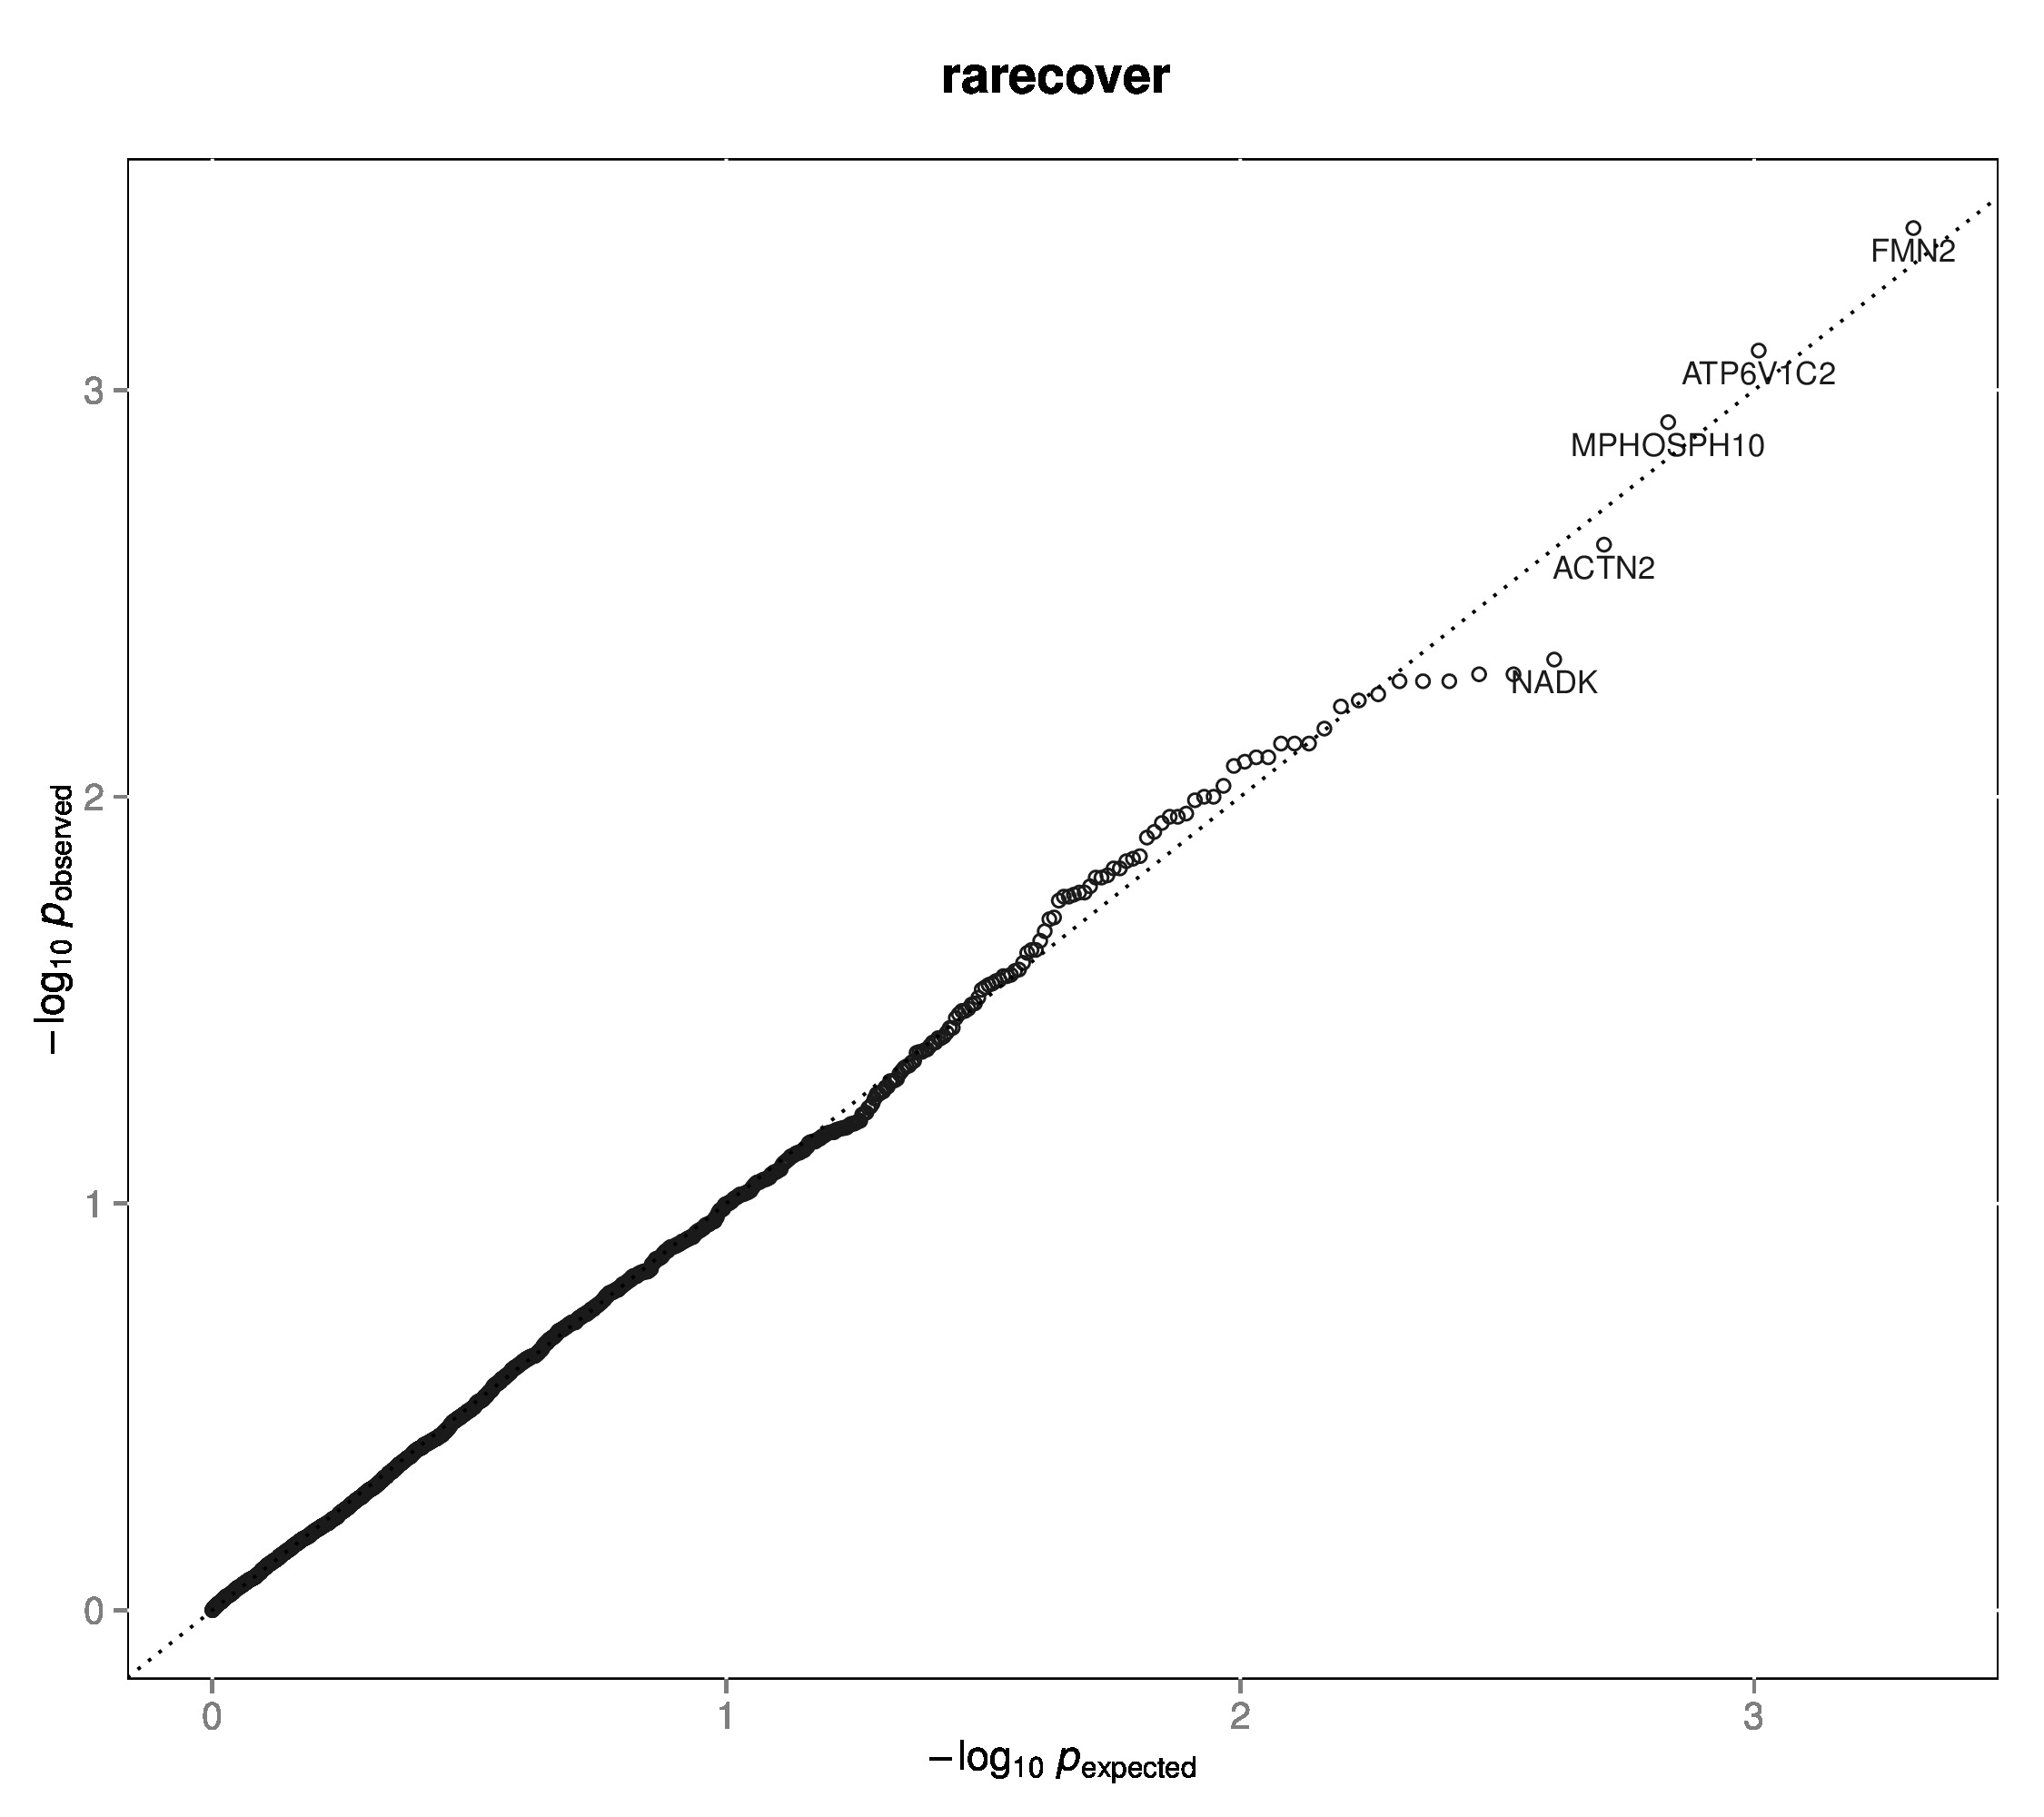 rarecover
FMN2
ATP6V1C2
MPHOSPH10
ACTN2
NADK
3
2
1
0
−log10 pobserved
0 1 2 3
−log10 pexpected